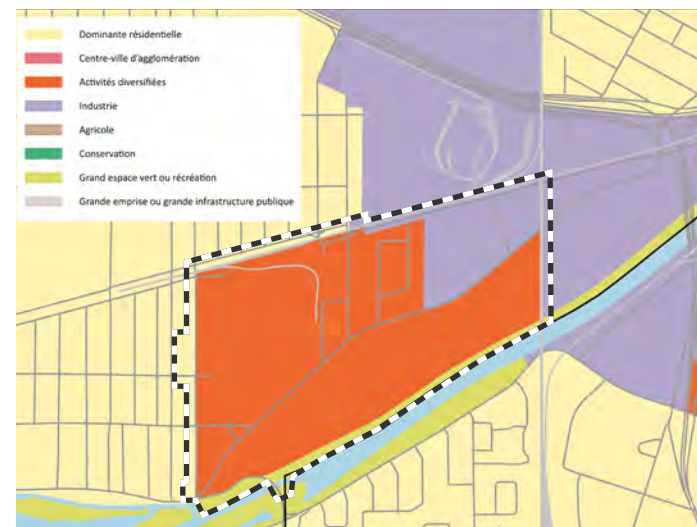 Dominante résidentielle
Centre-ville d'agglomération
Activités diversifiées
Industrie
Agricole
Conservation
Grand espace vert ou récréation
Grande emprise ou grande infrastructure publique